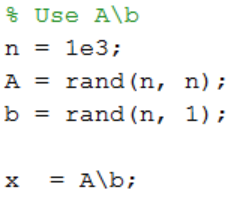 % Use A\b
n = 1e3;
A = rand(n, n);
b = rand(n, 1);
x  = A\b;